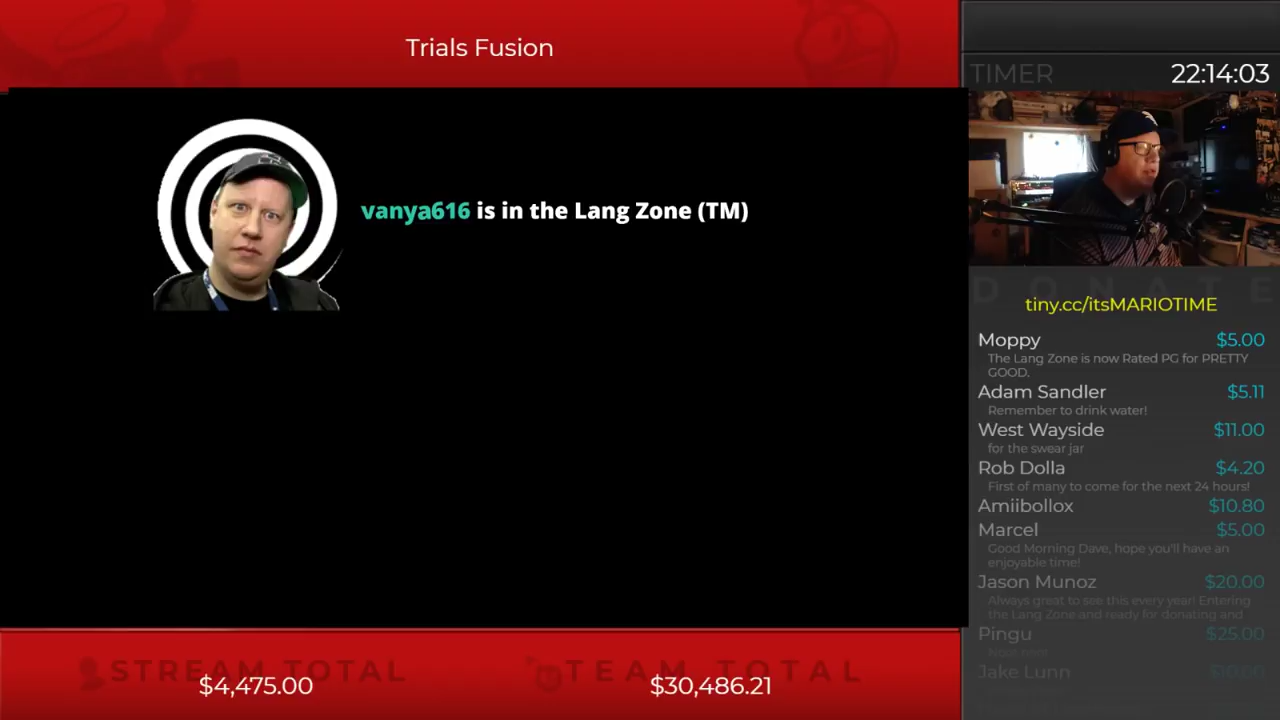 Trials Fusion
TIMER
22:14:03
vanya616 is in the Lang Zone (TM)
DONATE
tiny.cc/itsMARIOTIME
Moppy $5.00
The Lang Zone is now Rated PG for PRETTY
GOOD.
Adam Sandler $5.11
Remember to drink water!
West Wayside $11.00
for the swear jar
Rob Dolla $4.20
First of many to come for the next 24 hours!
Amiibollox $10.80
Marcel $5.00
Good Morning Dave, hope you'll have an
enjoyable time!
Jason Munoz $20.00
Always great to see this every year! Entering
the Lang Zone and ready for donating and
Pingu $25.00
Noot noot
Jake Lunn $10.00
STREAM TOTAL
$4,475.00
TEAM TOTAL
$30,486.21